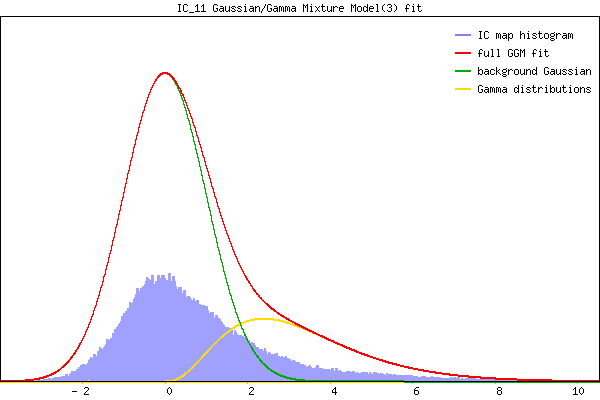 IC_11 Gaussian/Gamma Mixture Model(3) fit
IC map histogram
full GGM fit
background Gaussian
Gamma distributions
-2 0 2 4 6 8 10